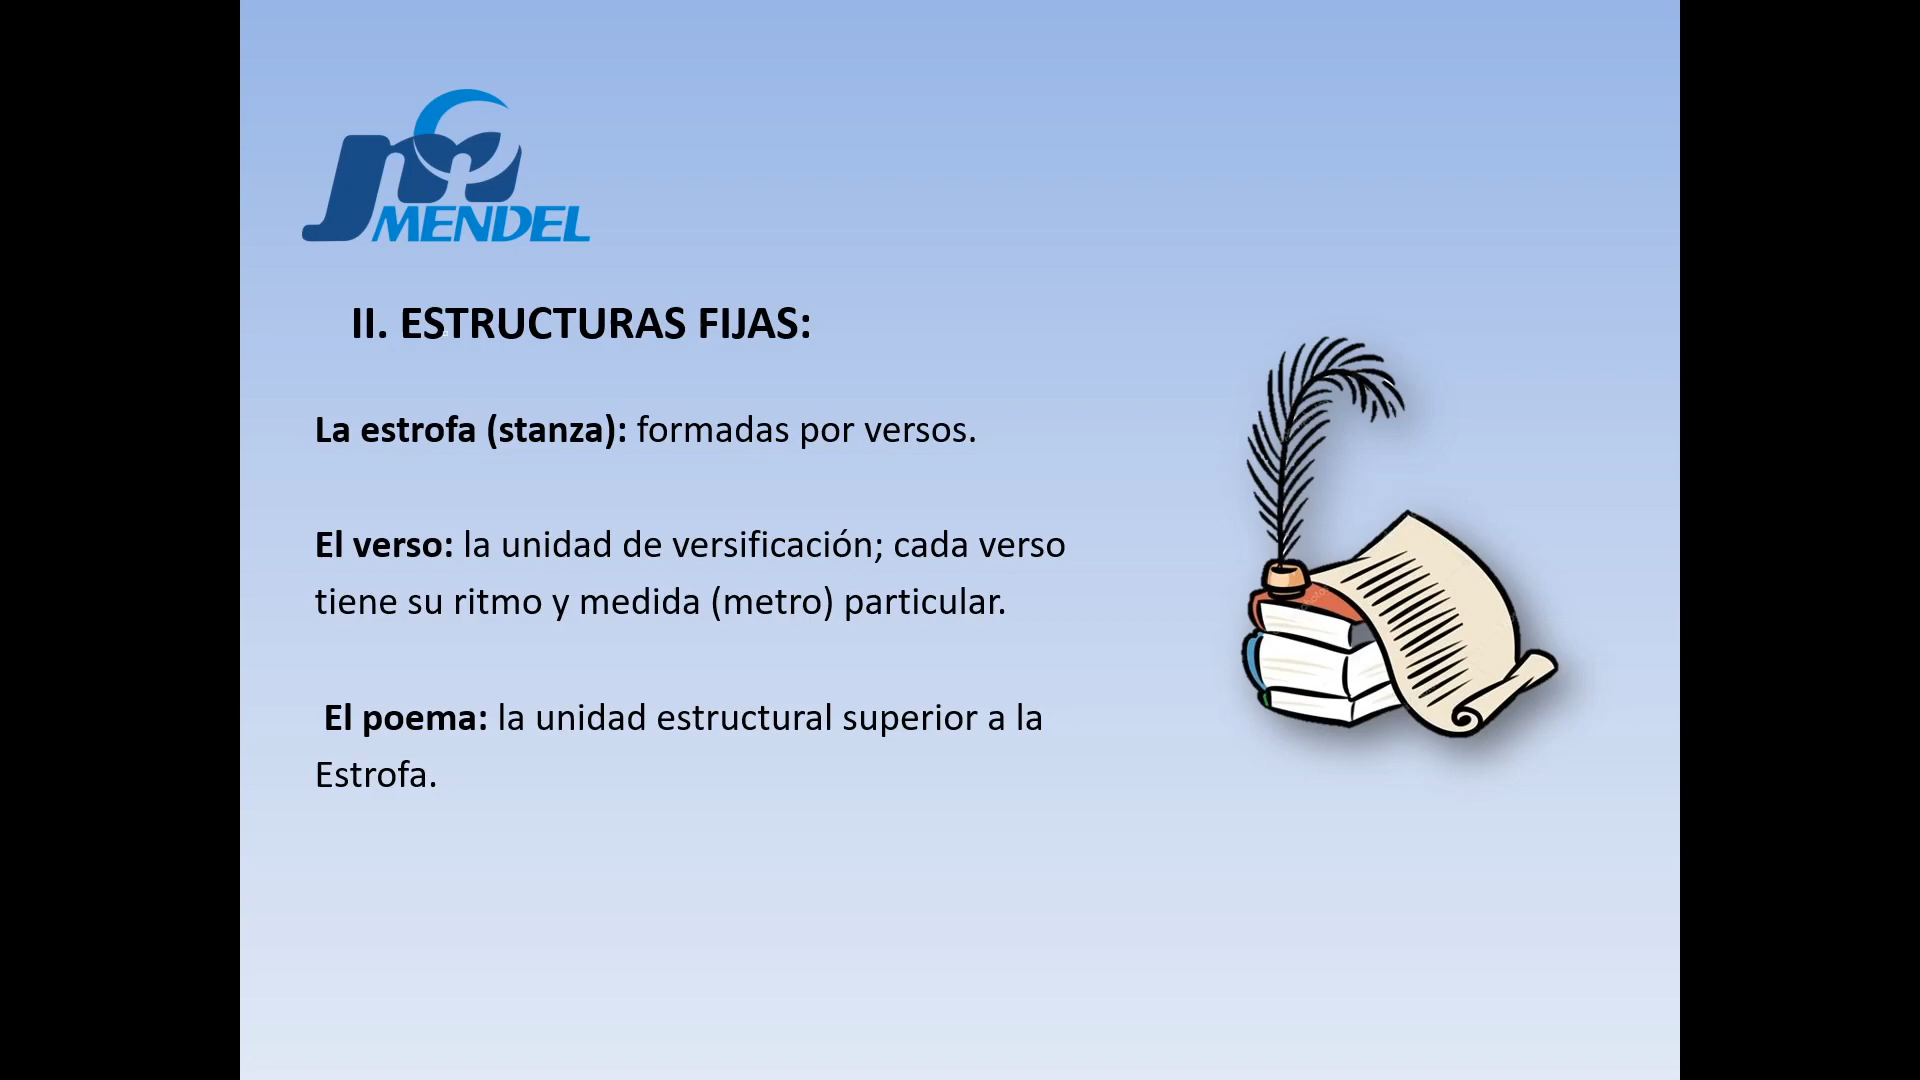 MENDEL
II. ESTRUCTURAS FIJAS:
La estrofa (stanza): formadas por versos.
El verso: la unidad de versificación; cada verso
tiene su ritmo y medida (metro) particular.
El poema: la unidad estructural superior a la
Estrofa.